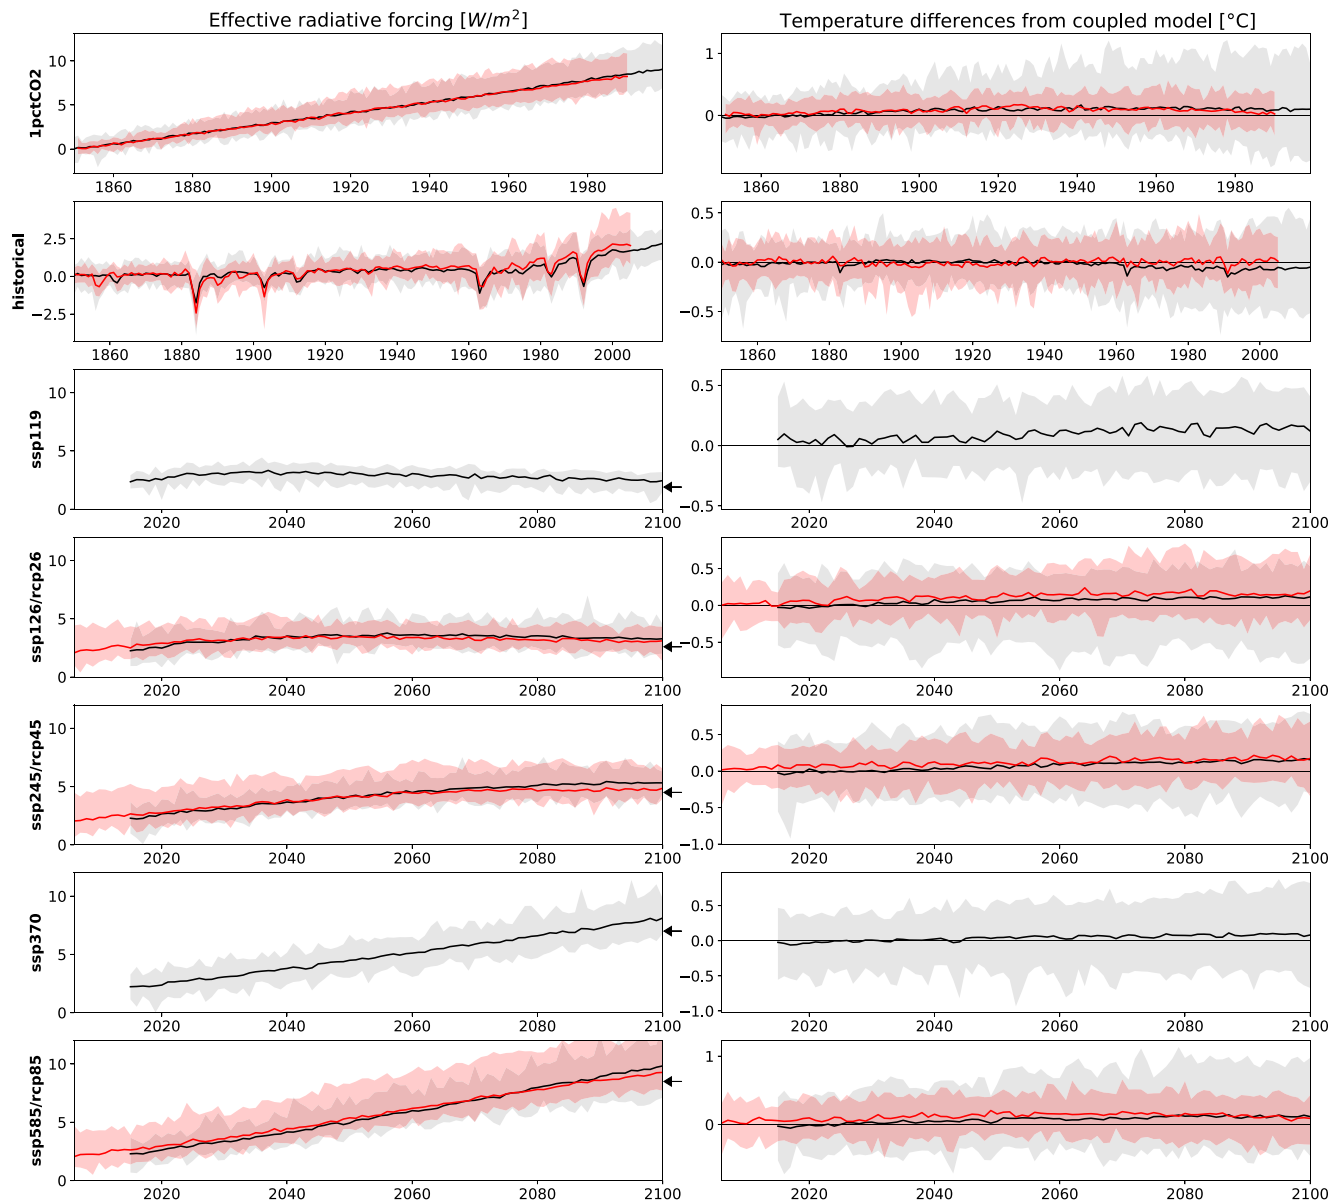 Effective radiative forcing [W/m²]
Temperature differences from coupled model [°C]
1pctCO2
10
5
0
1860 1880 1900 1920 1940 1960 1980
1
0
1860 1880 1900 1920 1940 1960 1980
historical
2.5
0.0
−2.5
1860 1880 1900 1920 1940 1960 1980 2000
0.5
0.0
−0.5
1860 1880 1900 1920 1940 1960 1980 2000
ssp119
10
5
0
2020 2040 2060 2080 2100
0.5
0.0
−0.5
2020 2040 2060 2080 2100
ssp126/rcp26
10
5
0
2020 2040 2060 2080 2100
0.5
0.0
−0.5
2020 2040 2060 2080 2100
ssp245/rcp45
10
5
0
2020 2040 2060 2080 2100
0.5
0.0
−0.5
−1.0
2020 2040 2060 2080 2100
ssp370
10
5
0
2020 2040 2060 2080 2100
0.5
0.0
−0.5
−1.0
2020 2040 2060 2080 2100
ssp585/rcp85
10
5
0
2020 2040 2060 2080 2100
1
0
2020 2040 2060 2080 2100